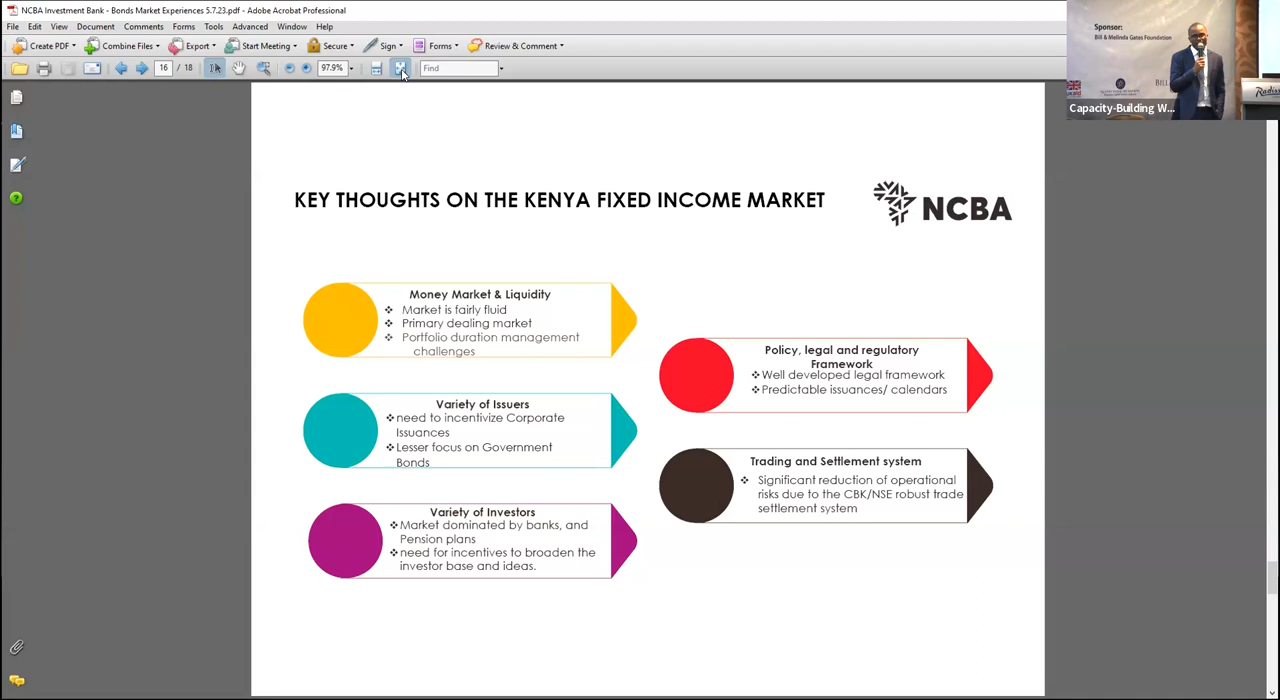 NCBA Investment Bank - Bonds Market Experiences 5.7.23.pdf - Adobe Acrobat Professional
File Edit View Document Comments Forms Tools Advanced Window Help
Create PDF Combine Files Export Start Meeting Secure Sign Forms Review & Comment
16 / 18 97.9% Find
Sponsor:
Bill & Melinda Gates Foundation
BILL
Radiss
Capacity-Building W...
KEY THOUGHTS ON THE KENYA FIXED INCOME MARKET
NCBA
Money Market & Liquidity
❖ Market is fairly fluid
❖ Primary dealing market
❖ Portfolio duration management
challenges
Variety of Issuers
❖need to incentivize Corporate
Issuances
❖Lesser focus on Government
Bonds
Variety of Investors
❖Market dominated by banks, and
Pension plans
❖need for incentives to broaden the
investor base and ideas.
Policy, legal and regulatory
Framework
❖Well developed legal framework
❖Predictable issuances/ calendars
Trading and Settlement system
❖ Significant reduction of operational
risks due to the CBK/NSE robust trade
settlement system